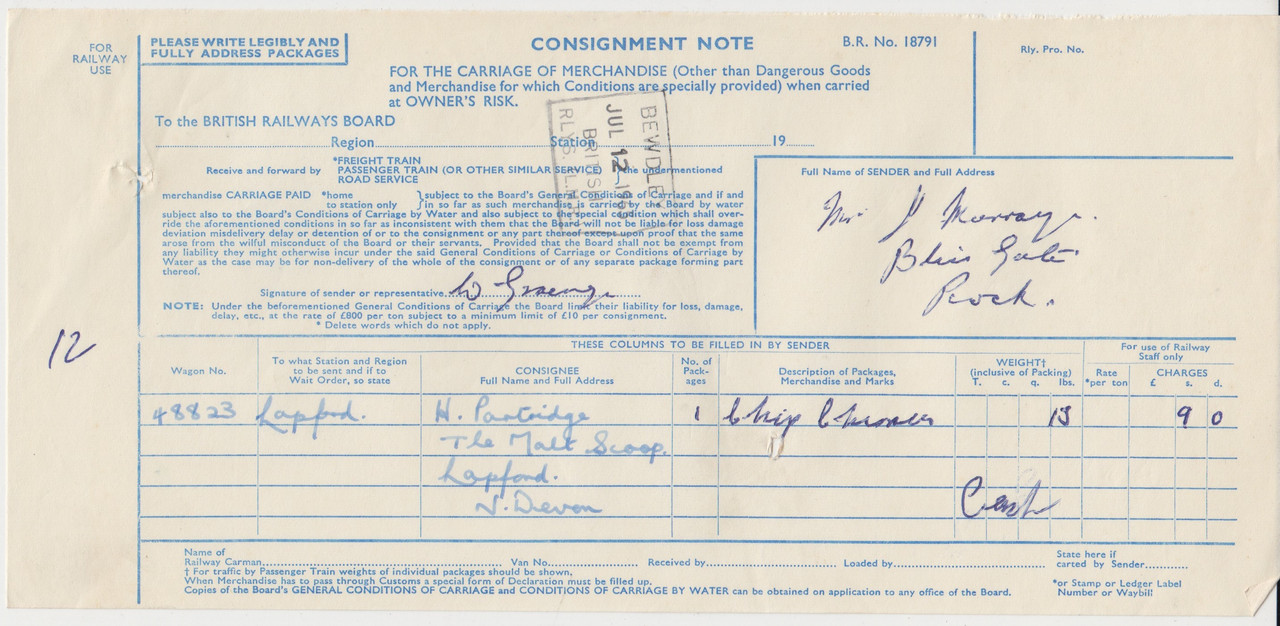 FOR
RAILWAY
USE
PLEASE WRITE LEGIBLY AND
FULLY ADDRESS PACKAGES
CONSIGNMENT NOTE
B.R. No. 18791
Rly. Pro. No.
FOR THE CARRIAGE OF MERCHANDISE (Other than Dangerous Goods
and Merchandise for which Conditions are specially provided) when carried
at OWNER'S RISK.
To the BRITISH RAILWAYS BOARD
Region Station 19
BEWDLEY
JUL 12 19
BRITISH
RLYS.
Receive and forward by
*FREIGHT TRAIN
PASSENGER TRAIN (OR OTHER SIMILAR SERVICE) the undermentioned
ROAD SERVICE
merchandise CARRIAGE PAID *home } subject to the Board's General Conditions of Carriage and if and
to station only } in so far as such merchandise is carried by the Board by water
subject also to the Board's Conditions of Carriage by Water and also subject to the special condition which shall over-
ride the aforementioned conditions in so far as inconsistent with them that the Board will not be liable for loss damage
deviation misdelivery delay or detention of or to the consignment or any part thereof except upon proof that the same
arose from the wilful misconduct of the Board or their servants. Provided that the Board shall not be exempt from
any liability they might otherwise incur under the said General Conditions of Carriage or Conditions of Carriage by
Water as the case may be for non-delivery of the whole of the consignment or of any separate package forming part
thereof.
Signature of sender or representative W
NOTE: Under the beforementioned General Conditions of Carriage the Board limit their liability for loss, damage,
delay, etc., at the rate of £800 per ton subject to a minimum limit of £10 per consignment.
* Delete words which do not apply.
Full Name of SENDER and Full Address
Mr J
Bliss Gate
Rock.
12
THESE COLUMNS TO BE FILLED IN BY SENDER
For use of Railway
Staff only
Wagon No.
To what Station and Region
to be sent and if to
Wait Order, so state
CONSIGNEE
Full Name and Full Address
No. of
Pack-
ages
Description of Packages,
Merchandise and Marks
WEIGHT†
(inclusive of Packing)
T. c. q. lbs.
Rate
*per ton
CHARGES
£ s. d.
48823 Lapford. H. Partridge 1 Chip 9 0
The Malt Scoop.
Lapford.
N. Devon
Cash
Name of
Railway Carman Van No. Received by Loaded by
State here if
carted by Sender
† For traffic by Passenger Train weights of individual packages should be shown.
When Merchandise has to pass through Customs a special form of Declaration must be filled up.
Copies of the Board's GENERAL CONDITIONS OF CARRIAGE and CONDITIONS OF CARRIAGE BY WATER can be obtained on application to any office of the Board.
*or Stamp or Ledger Label
Number or Waybill